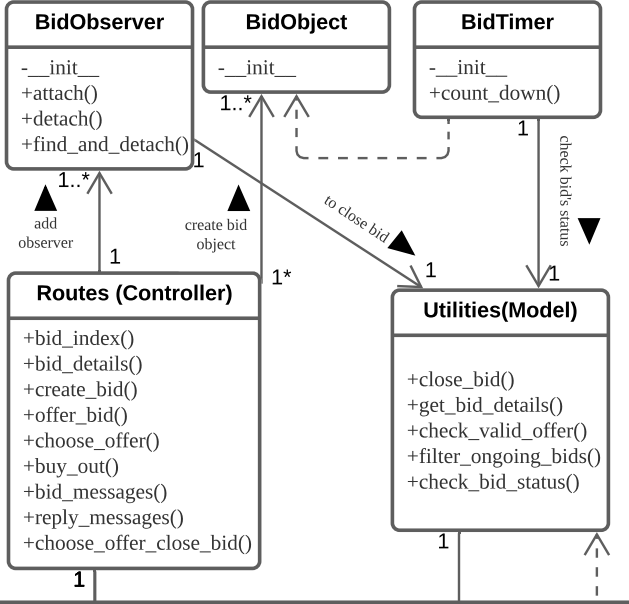 BidObserver
-__init__
+attach()
+detach()
+find_and_detach()
BidObject
-__init__
BidTimer
-__init__
+count_down()
1..*
1..*
1
1
add
observer
create bid
object
to close bid
check bid's status
1
1*
1
1
Routes (Controller)
+bid_index()
+bid_details()
+create_bid()
+offer_bid()
+choose_offer()
+buy_out()
+bid_messages()
+reply_messages()
+choose_offer_close_bid()
Utilities(Model)
+close_bid()
+get_bid_details()
+check_valid_offer()
+filter_ongoing_bids()
+check_bid_status()
1
1